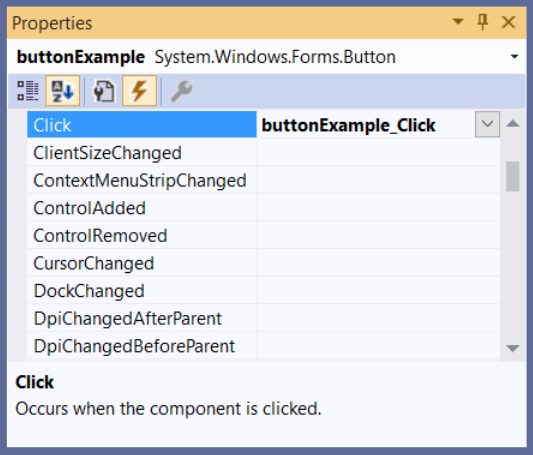 Properties
buttonExample System.Windows.Forms.Button
Click buttonExample_Click
ClientSizeChanged
ContextMenuStripChanged
ControlAdded
ControlRemoved
CursorChanged
DockChanged
DpiChangedAfterParent
DpiChangedBeforeParent
Click
Occurs when the component is clicked.